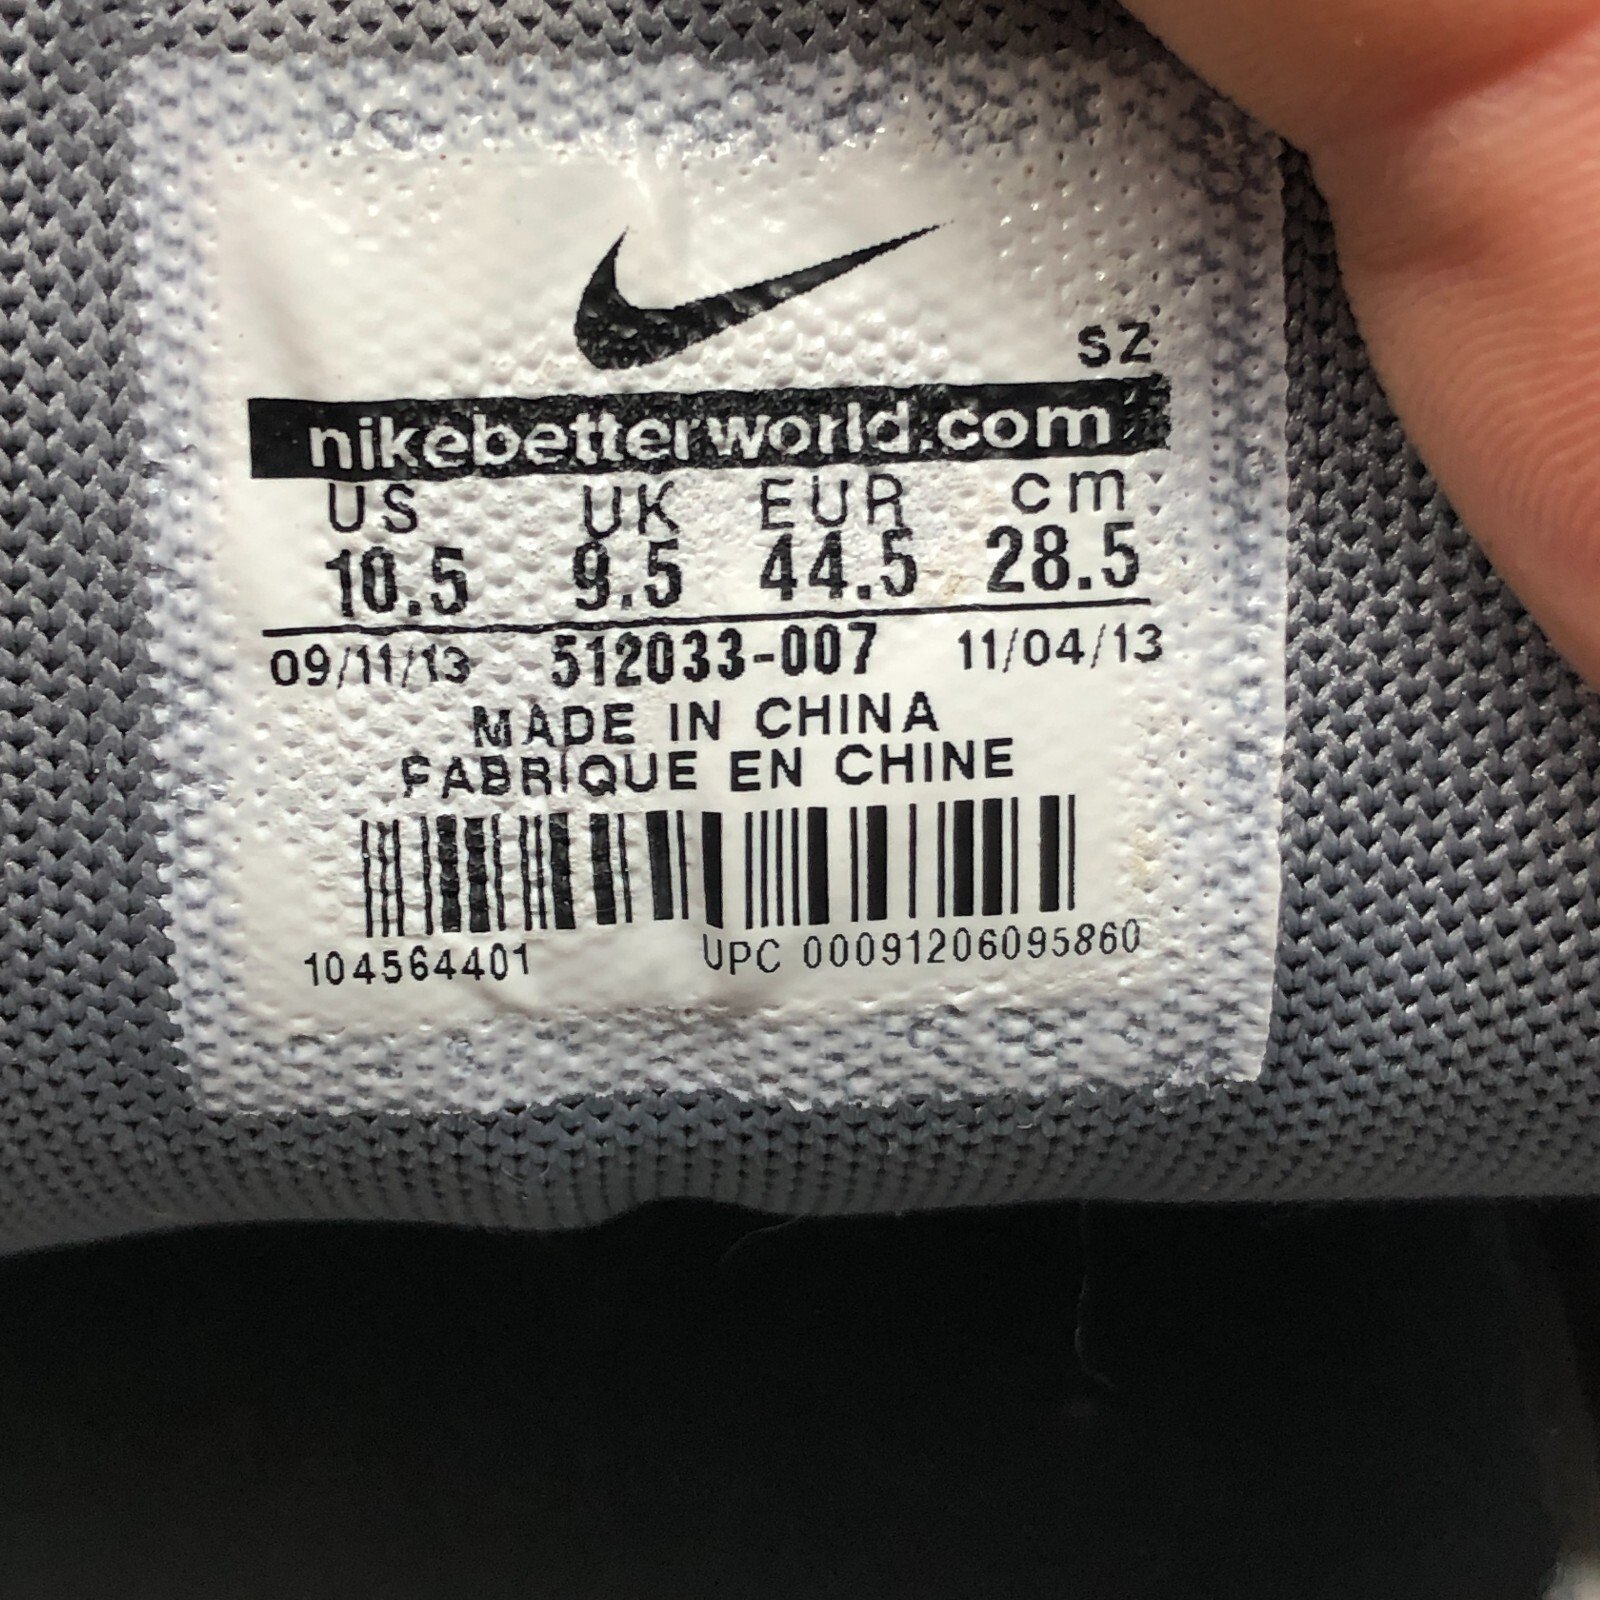 SZ
nikebetterworld.com
US UK EUR cm
10.5 9.5 44.5 28.5
09/11/13 512033-007 11/04/13
MADE IN CHINA
FABRIQUE EN CHINE
104564401 UPC 00091206095860